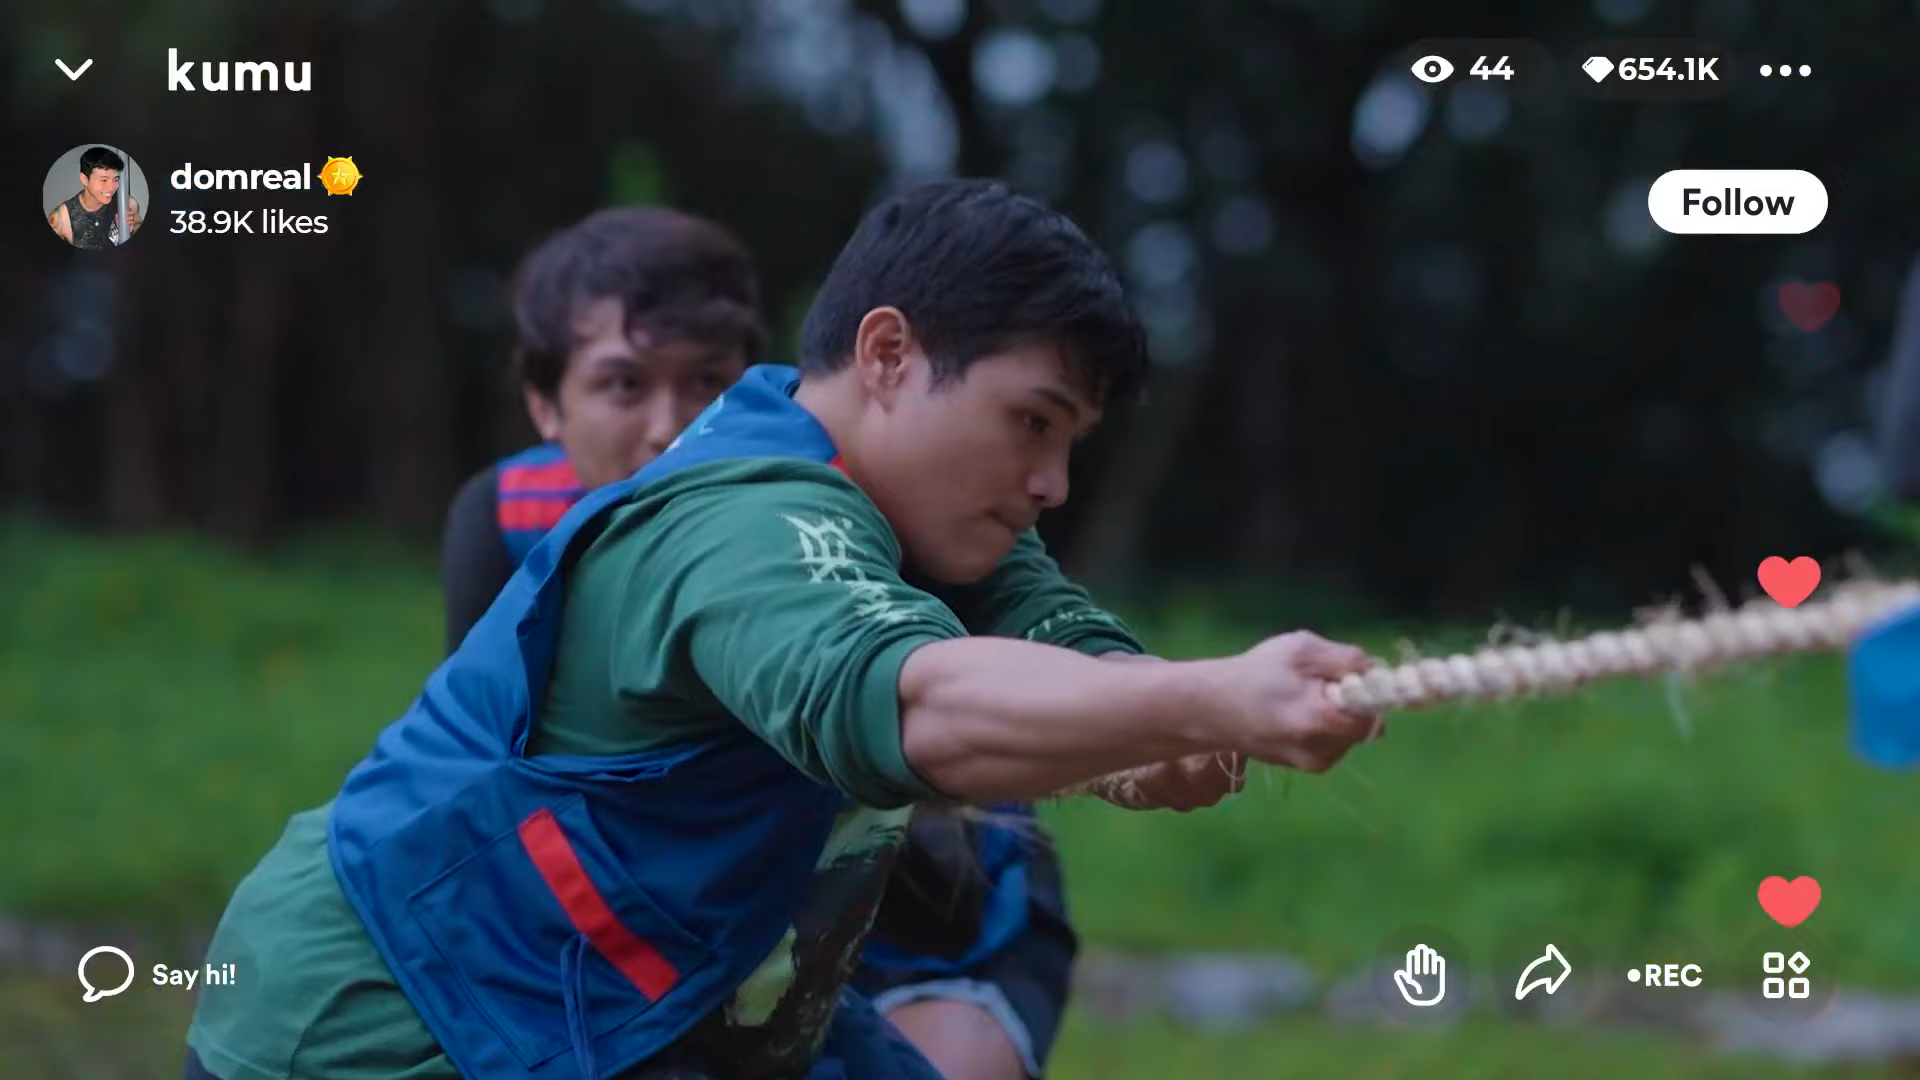 kumu
44
654.1K
domreal
38.9K likes
Follow
Say hi!
•REC